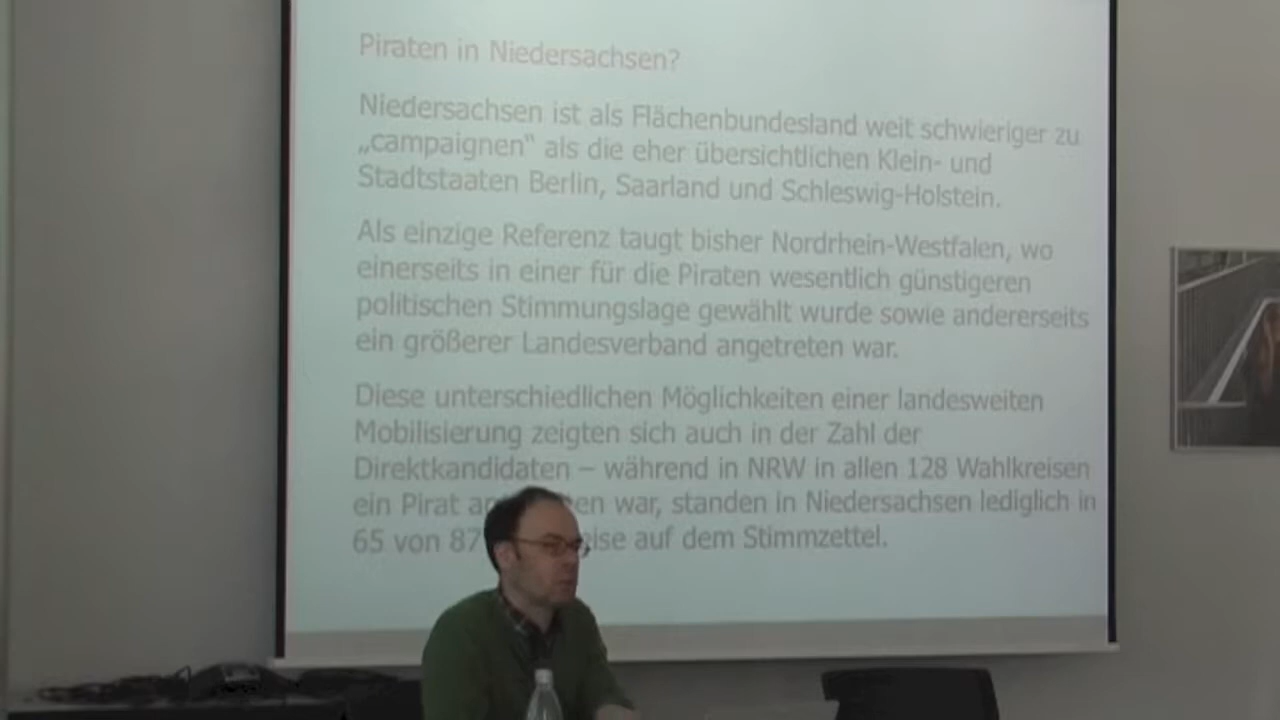 Piraten in Niedersachsen?
Niedersachsen ist als Flächenbundesland weit schwieriger zu
„campaignen“ als die eher übersichtlichen Klein- und
Stadtstaaten Berlin, Saarland und Schleswig-Holstein.
Als einzige Referenz taugt bisher Nordrhein-Westfalen, wo
einerseits in einer für die Piraten wesentlich günstigeren
politischen Stimmungslage gewählt wurde sowie andererseits
ein größerer Landesverband angetreten war.
Diese unterschiedlichen Möglichkeiten einer landesweiten
Mobilisierung zeigten sich auch in der Zahl der
Direktkandidaten – während in NRW in allen 128 Wahlkreisen
ein Pirat war, standen in Niedersachsen lediglich in
65 von 87 auf dem Stimmzettel.